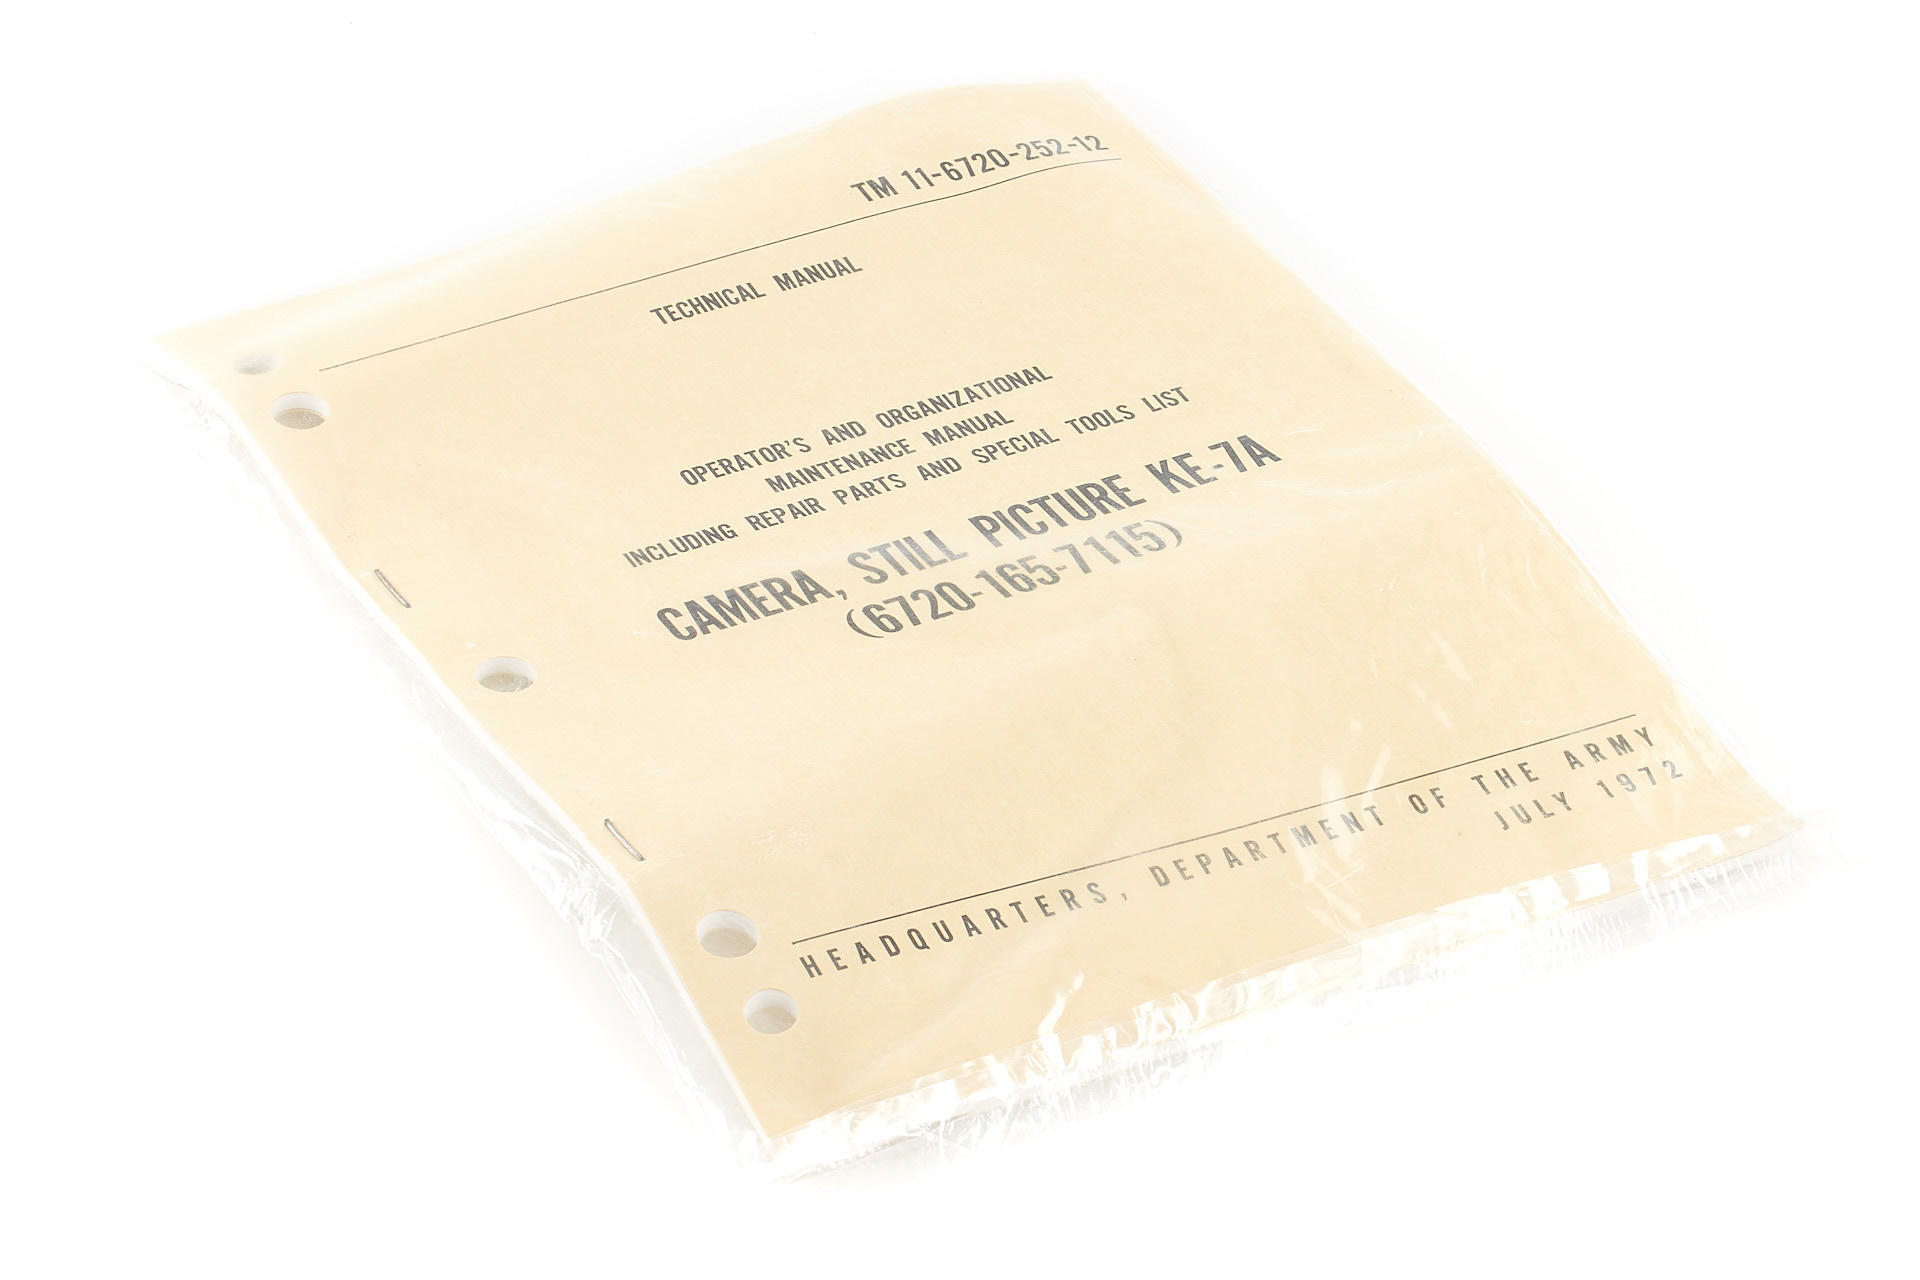 TM 11-6720-252-12
TECHNICAL MANUAL
OPERATOR'S AND ORGANIZATIONAL
MAINTENANCE MANUAL
INCLUDING REPAIR PARTS AND SPECIAL TOOLS LIST
CAMERA, STILL PICTURE KE-7A
(6720-165-7115)
HEADQUARTERS, DEPARTMENT OF THE ARMY
JULY 1972